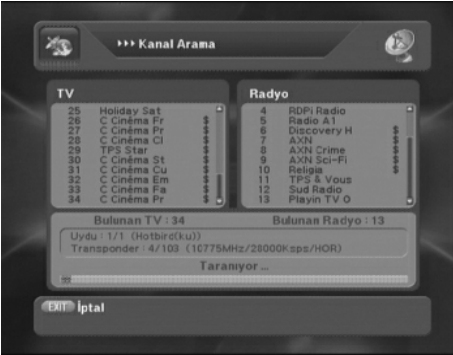 ››› Kanal Arama
TV
25 Holiday Sat
26 C Cinéma Fr $
27 C Cinéma Pr $
28 C Cinéma Cl $
29 TPS Star $
30 C Cinéma St $
31 C Cinéma Cu $
32 C Cinéma Em $
33 C Cinéma Fa $
34 C Cinéma Pr $
Radyo
4 RDPi Radio
5 Radio A1
6 Discovery H $
7 AXN $
8 AXN Crime $
9 AXN Sci-Fi $
10 Religia $
11 TPS & Vous
12 Sud Radio
13 Playin TV O
Bulunan TV : 34
Bulunan Radyo : 13
Uydu : 1/1 (Hotbird(ku))
Transponder : 4/103 (10775MHz/28000Ksps/HOR)
Taranıyor ...
EXIT İptal